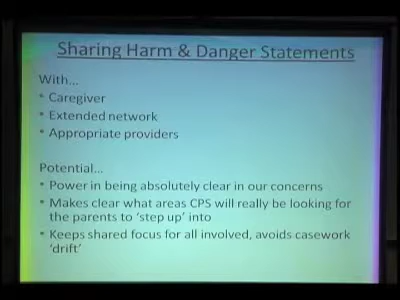 Sharing Harm & Danger Statements
With...
• Caregiver
• Extended network
• Appropriate providers
Potential...
• Power in being absolutely clear in our concerns
• Makes clear what areas CPS will really be looking for
the parents to 'step up' into
• Keeps shared focus for all involved, avoids casework
'drift'